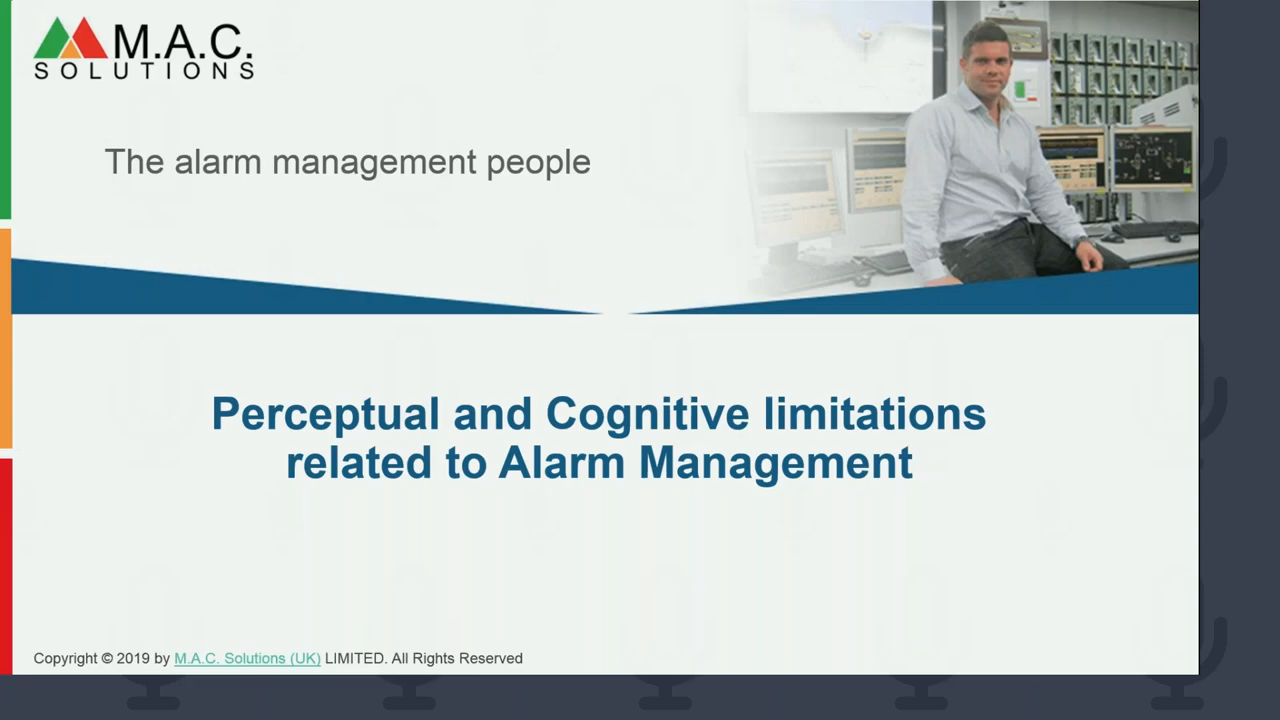 M.A.C.
SOLUTIONS
The alarm management people
Perceptual and Cognitive limitations
related to Alarm Management
Copyright © 2019 by M.A.C. Solutions (UK) LIMITED. All Rights Reserved